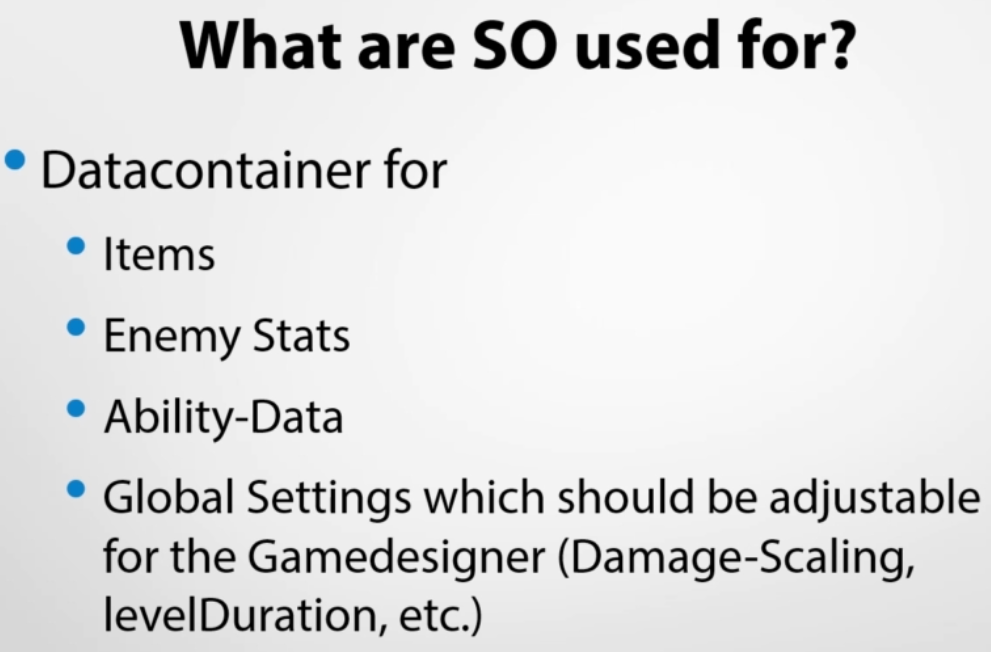 What are SO used for?
Datacontainer for
Items
Enemy Stats
Ability-Data
Global Settings which should be adjustable
for the Gamedesigner (Damage-Scaling,
levelDuration, etc.)